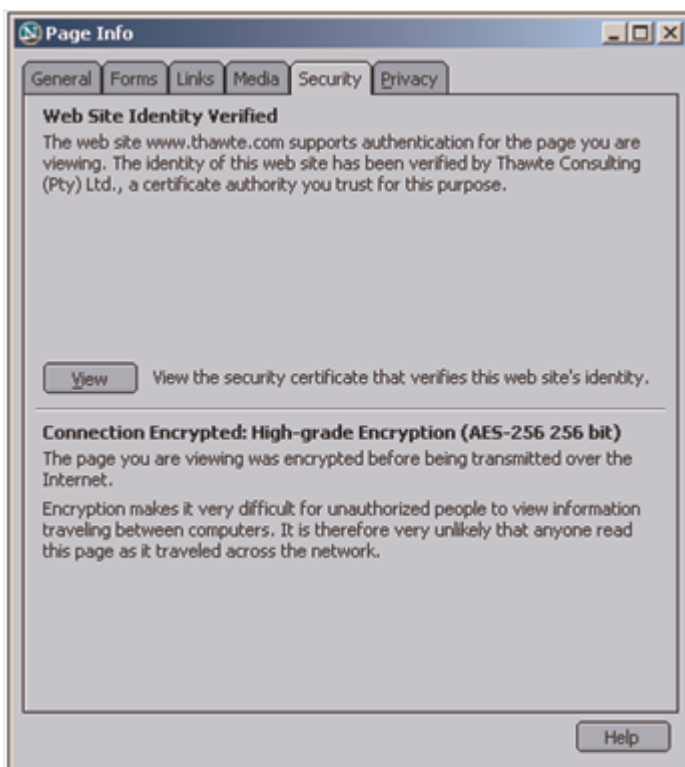 Page Info
General Forms Links Media Security Privacy
Web Site Identity Verified
The web site www.thawte.com supports authentication for the page you are
viewing. The identity of this web site has been verified by Thawte Consulting
(Pty) Ltd., a certificate authority you trust for this purpose.
View View the security certificate that verifies this web site's identity.
Connection Encrypted: High-grade Encryption (AES-256 256 bit)
The page you are viewing was encrypted before being transmitted over the
Internet.
Encryption makes it very difficult for unauthorized people to view information
traveling between computers. It is therefore very unlikely that anyone read
this page as it traveled across the network.
Help